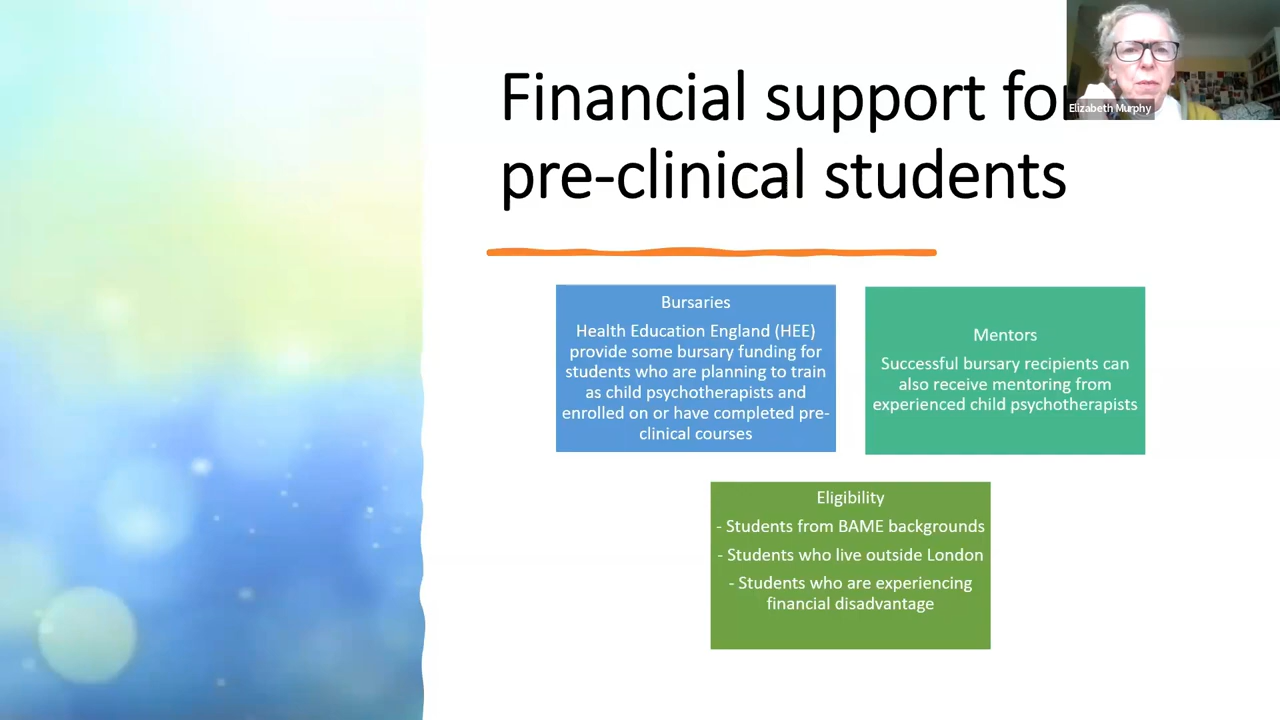 Financial support for
pre-clinical students
Elizabeth Murphy
Bursaries
Health Education England (HEE)
provide some bursary funding for
students who are planning to train
as child psychotherapists and
enrolled on or have completed pre-
clinical courses
Mentors
Successful bursary recipients can
also receive mentoring from
experienced child psychotherapists
Eligibility
- Students from BAME backgrounds
- Students who live outside London
- Students who are experiencing
financial disadvantage